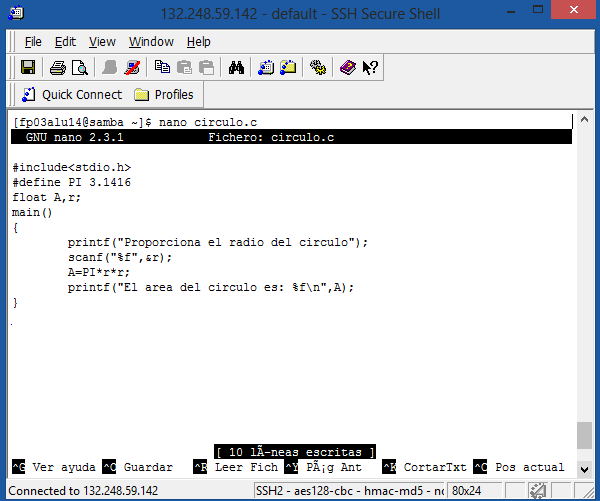 132.248.59.142 - default - SSH Secure Shell
File Edit View Window Help
Quick Connect Profiles
[fp03alu14@samba ~]$ nano circulo.c
GNU nano 2.3.1 Fichero: circulo.c
#include<stdio.h>
#define PI 3.1416
float A,r;
main()
{
printf("Proporciona el radio del circulo");
scanf("%f",&r);
A=PI*r*r;
printf("El area del circulo es: %f\n",A);
}
[ 10 lÃ-neas escritas ]
^G Ver ayuda ^O Guardar ^R Leer Fich ^Y PÃ¡g Ant ^K CortarTxt ^C Pos actual
Connected to 132.248.59.142 SSH2 - aes128-cbc - hmac-md5 - nc 80x24